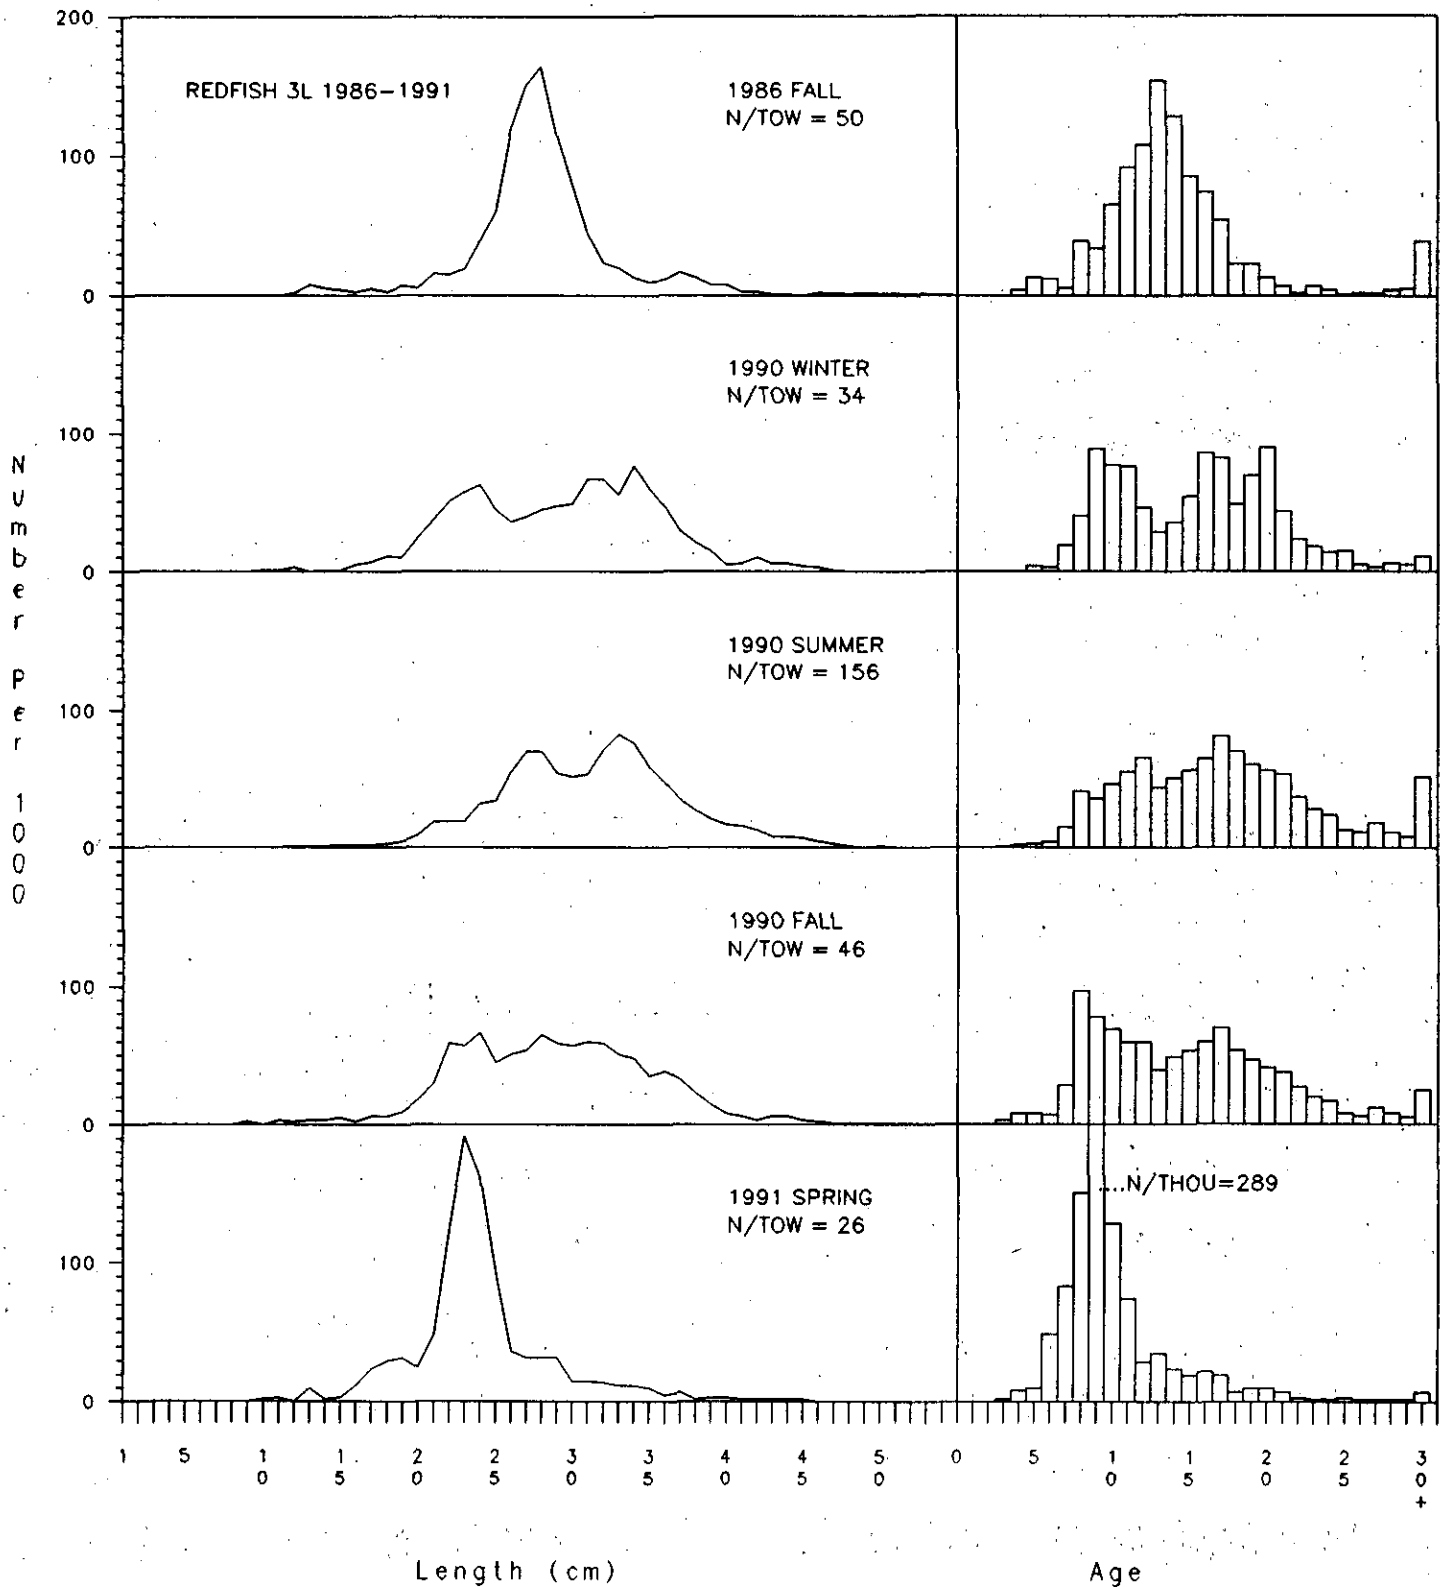 200
REDFISH 3L 1986-1991
1986 FALL
N/TOW = 50
100
0
1990 WINTER
N/TOW = 34
100
0
1990 SUMMER
N/TOW = 156
100
0
1990 FALL
N/TOW = 46
100
0
1991 SPRING
N/TOW = 26
....N/THOU=289
100
0
Number Per 1000
1 5 10 15 20 25 30 35 40 45 50
0 5 10 15 20 25 30+
Length (cm)
Age